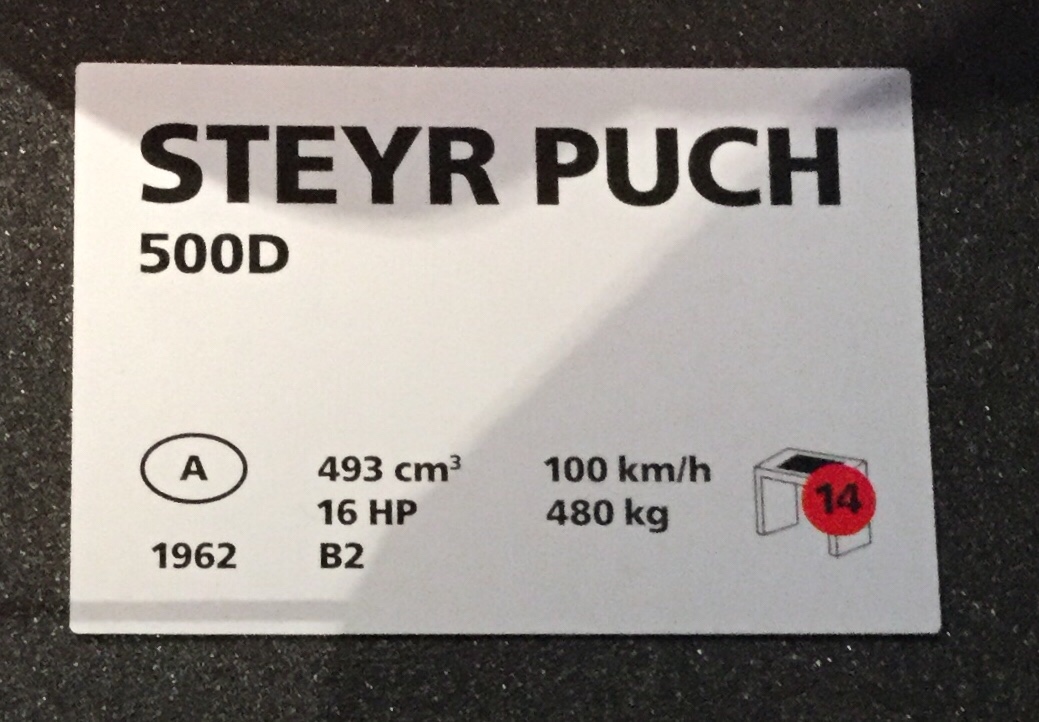 STEYR PUCH
500D
A
1962
493 cm³
16 HP
B2
100 km/h
480 kg
14